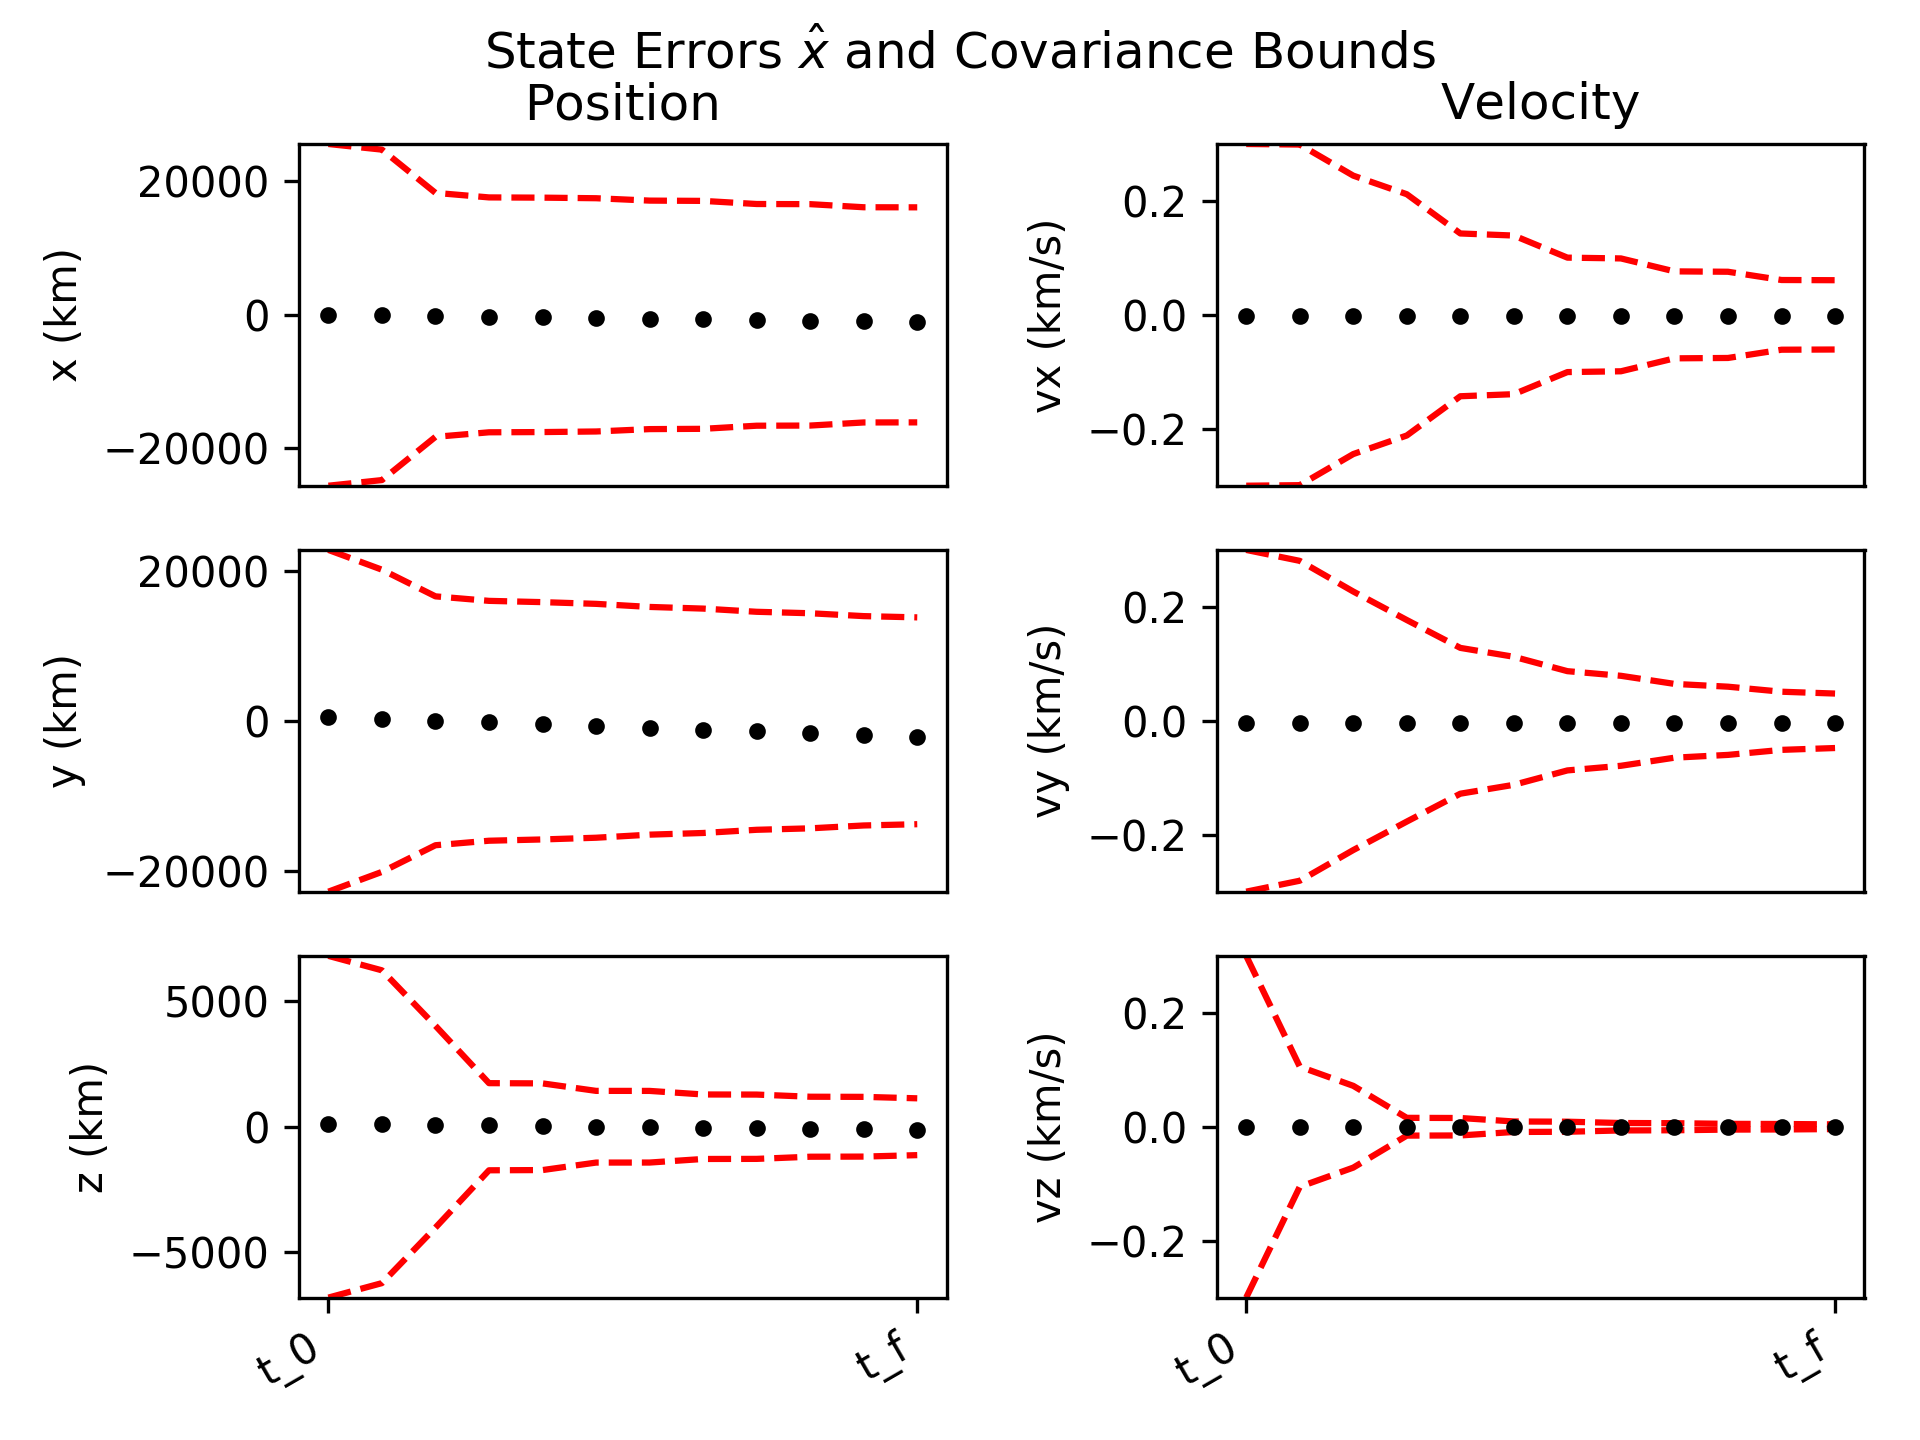 State Errors x̂ and Covariance Bounds
Position
Velocity
x (km)
20000
0
−20000
vx (km/s)
0.2
0.0
−0.2
y (km)
20000
0
−20000
vy (km/s)
0.2
0.0
−0.2
z (km)
5000
0
−5000
vz (km/s)
0.2
0.0
−0.2
t_0
t_f
t_0
t_f